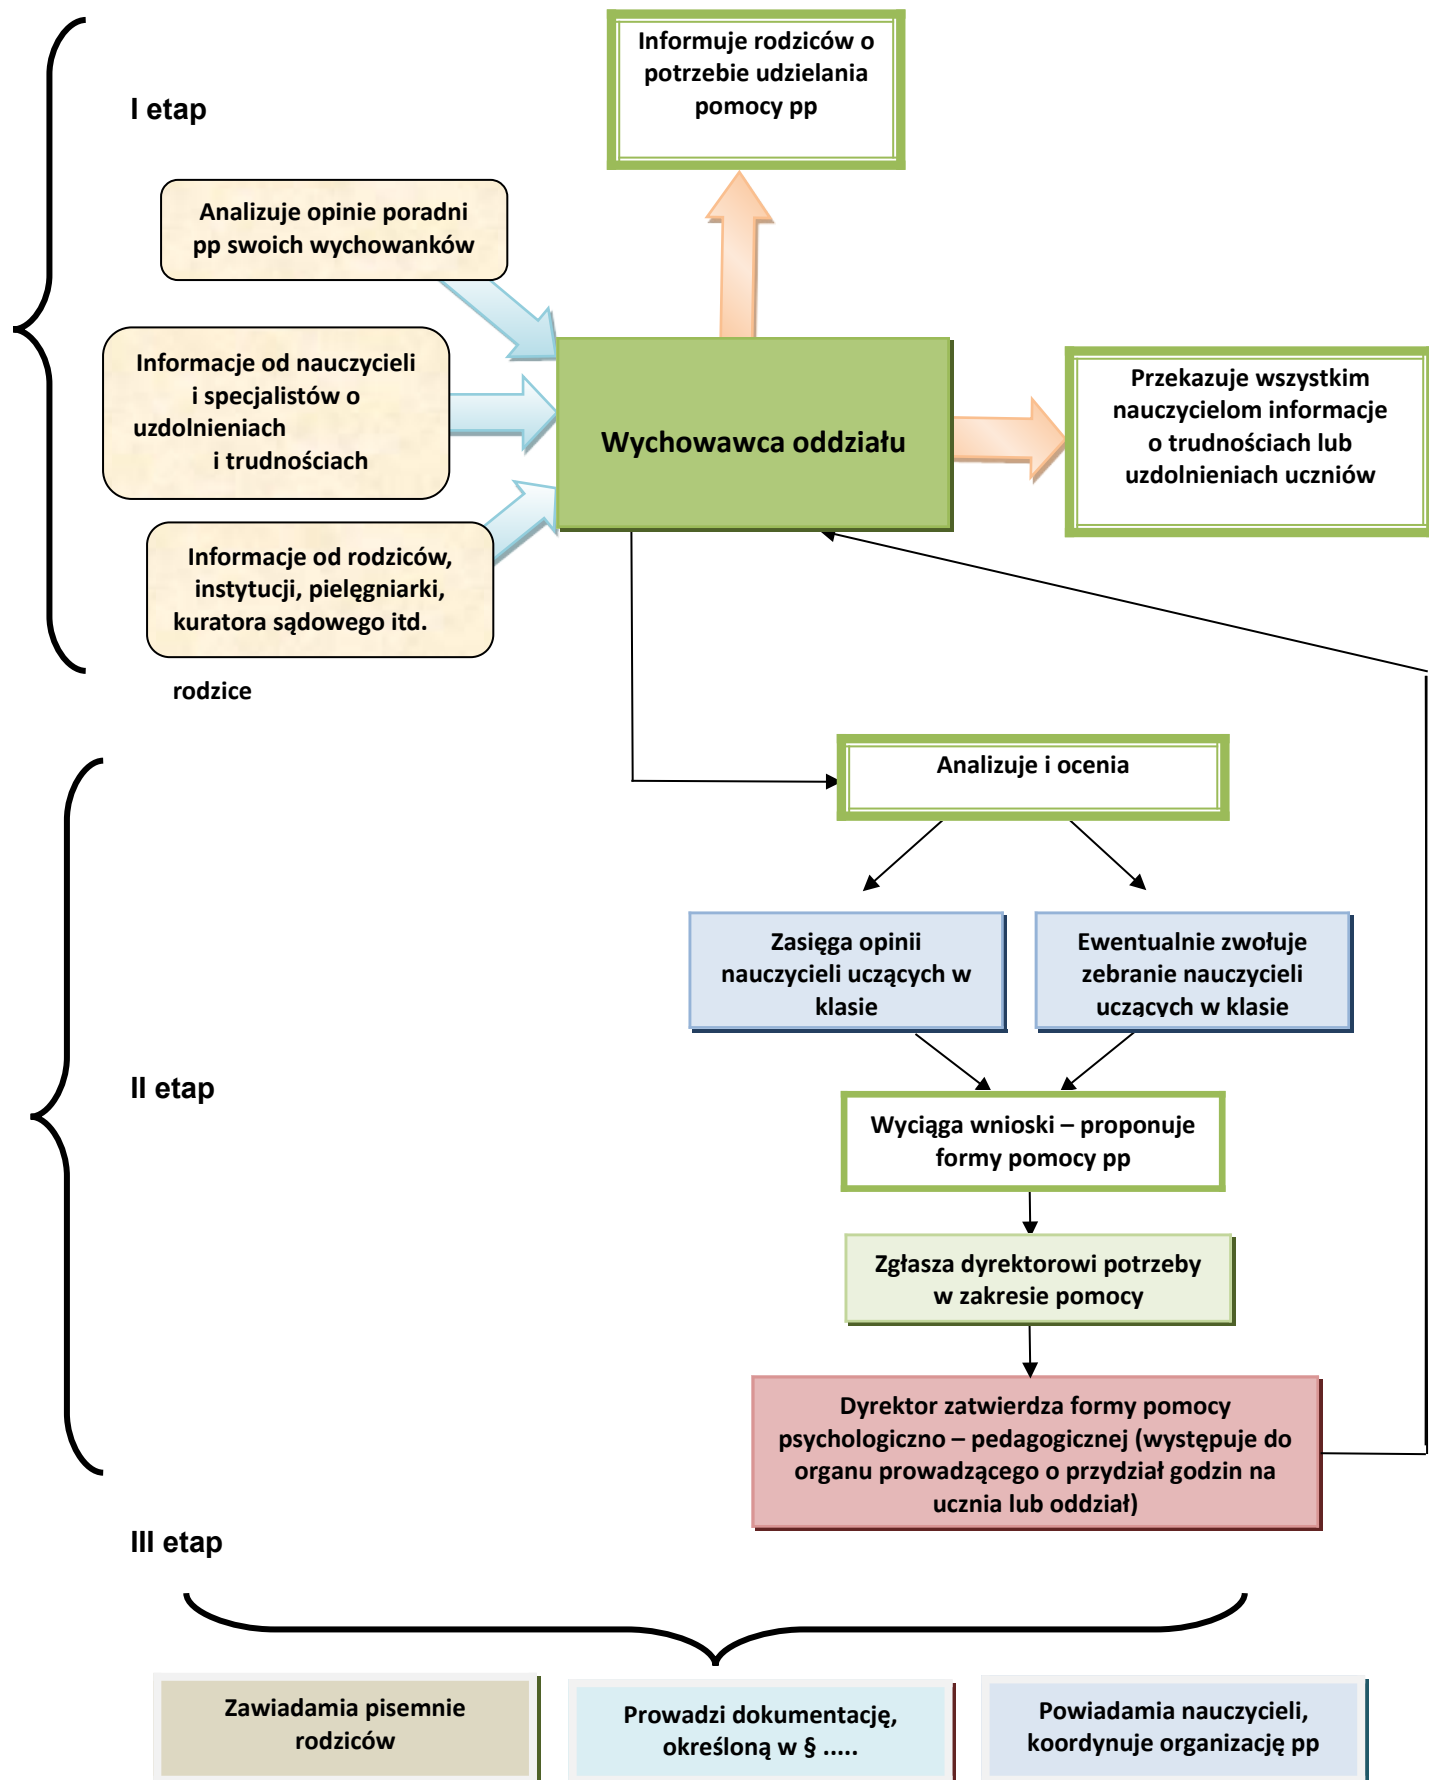 Informuje rodziców o
potrzebie udzielania
pomocy pp
I etap
Analizuje opinie poradni
pp swoich wychowanków
Informacje od nauczycieli
i specjalistów o
uzdolnieniach
i trudnościach
Przekazuje wszystkim
nauczycielom informacje
o trudnościach lub
uzdolnieniach uczniów
Wychowawca oddziału
Informacje od rodziców,
instytucji, pielęgniarki,
kuratora sądowego itd.
rodzice
Analizuje i ocenia
Zasięga opinii
nauczycieli uczących w
klasie
Ewentualnie zwołuje
zebranie nauczycieli
uczących w klasie
II etap
Wyciąga wnioski – proponuje
formy pomocy pp
Zgłasza dyrektorowi potrzeby
w zakresie pomocy
Dyrektor zatwierdza formy pomocy
psychologiczno – pedagogicznej (występuje do
organu prowadzącego o przydział godzin na
ucznia lub oddział)
III etap
Zawiadamia pisemnie
rodziców
Prowadzi dokumentację,
określoną w § .....
Powiadamia nauczycieli,
koordynuje organizację pp